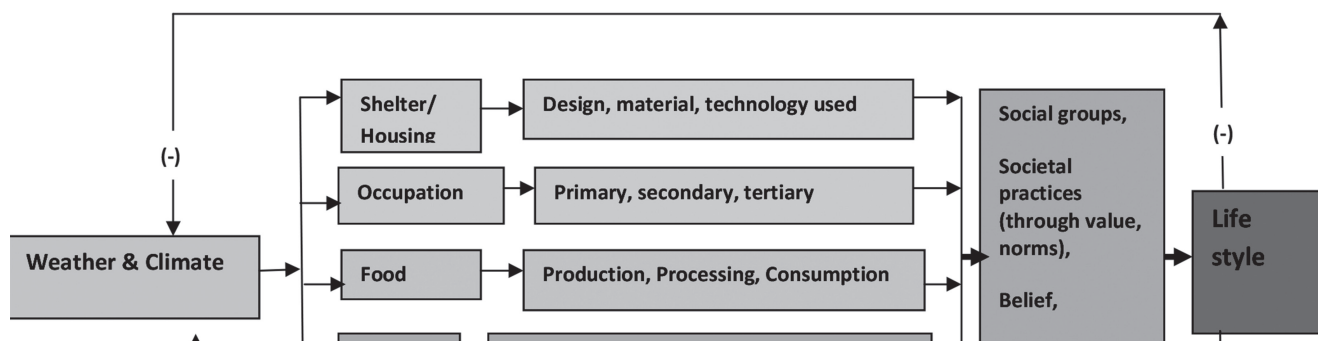 (-)
(-)
Weather & Climate
Shelter/
Housing
Design, material, technology used
Occupation
Primary, secondary, tertiary
Food
Production, Processing, Consumption
Social groups,
Societal
practices
(through value,
norms),
Belief,
Life
style